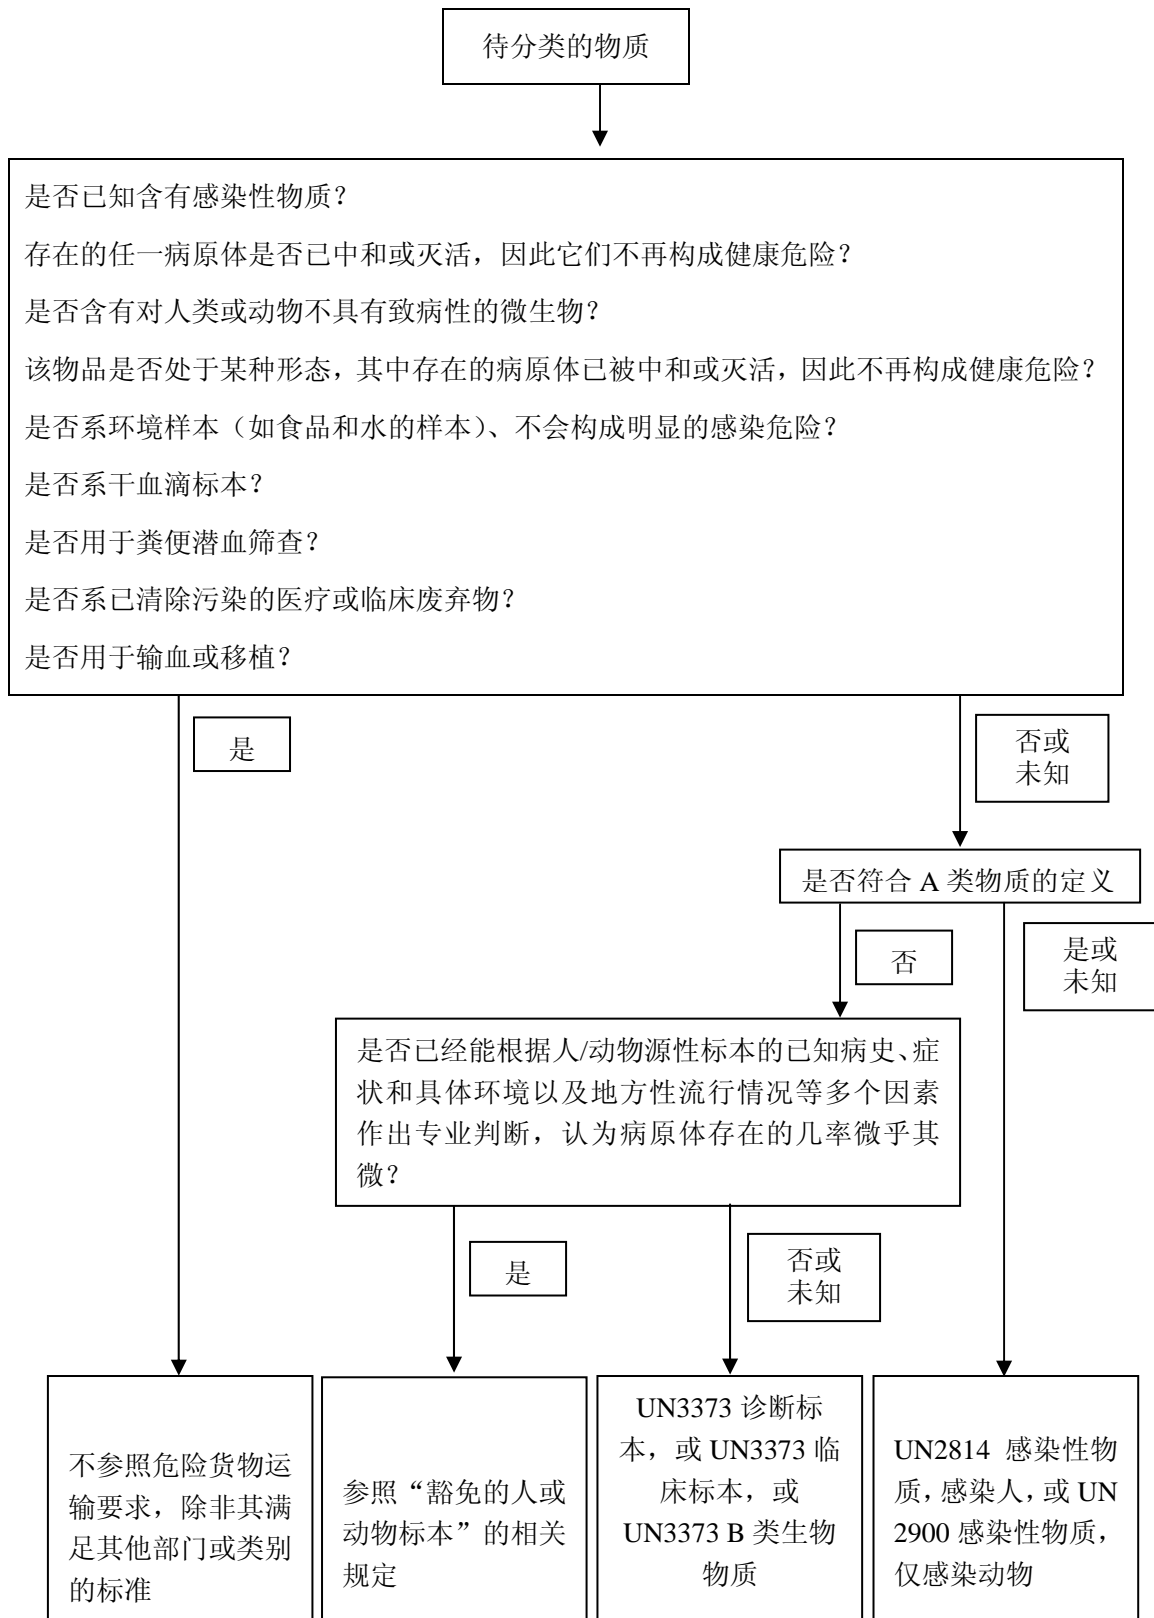 待分类的物质
是否已知含有感染性物质？
存在的任一病原体是否已中和或灭活，因此它们不再构成健康危险？
是否含有对人类或动物不具有致病性的微生物？
该物品是否处于某种形态，其中存在的病原体已被中和或灭活，因此不再构成健康危险？
是否系环境样本（如食品和水的样本）、不会构成明显的感染危险？
是否系干血滴标本？
是否用于粪便潜血筛查？
是否系已清除污染的医疗或临床废弃物？
是否用于输血或移植？
是
否或
未知
是否符合 A 类物质的定义
否
是或
未知
是否已经能根据人/动物源性标本的已知病史、症
状和具体环境以及地方性流行情况等多个因素
作出专业判断，认为病原体存在的几率微乎其
微？
是
否或
未知
不参照危险货物运
输要求，除非其满
足其他部门或类别
的标准
参照“豁免的人或
动物标本”的相关
规定
UN3373 诊断标
本，或 UN3373 临
床标本，或
UN3373 B 类生物
物质
UN2814 感染性物
质，感染人，或 UN
2900 感染性物质，
仅感染动物